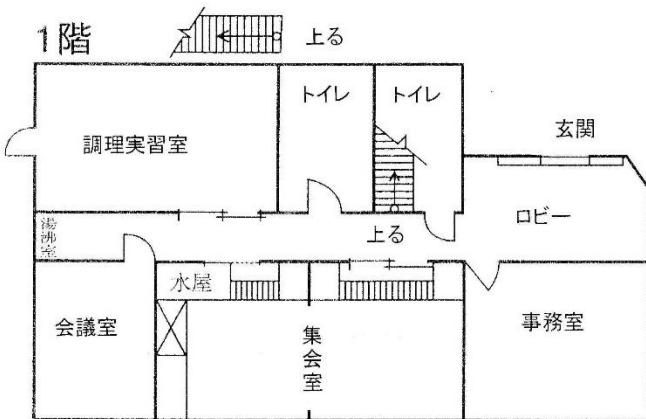 1階
上る
トイレ
トイレ
玄関
調理実習室
湯沸室
ロビー
上る
水屋
会議室
集会室
事務室